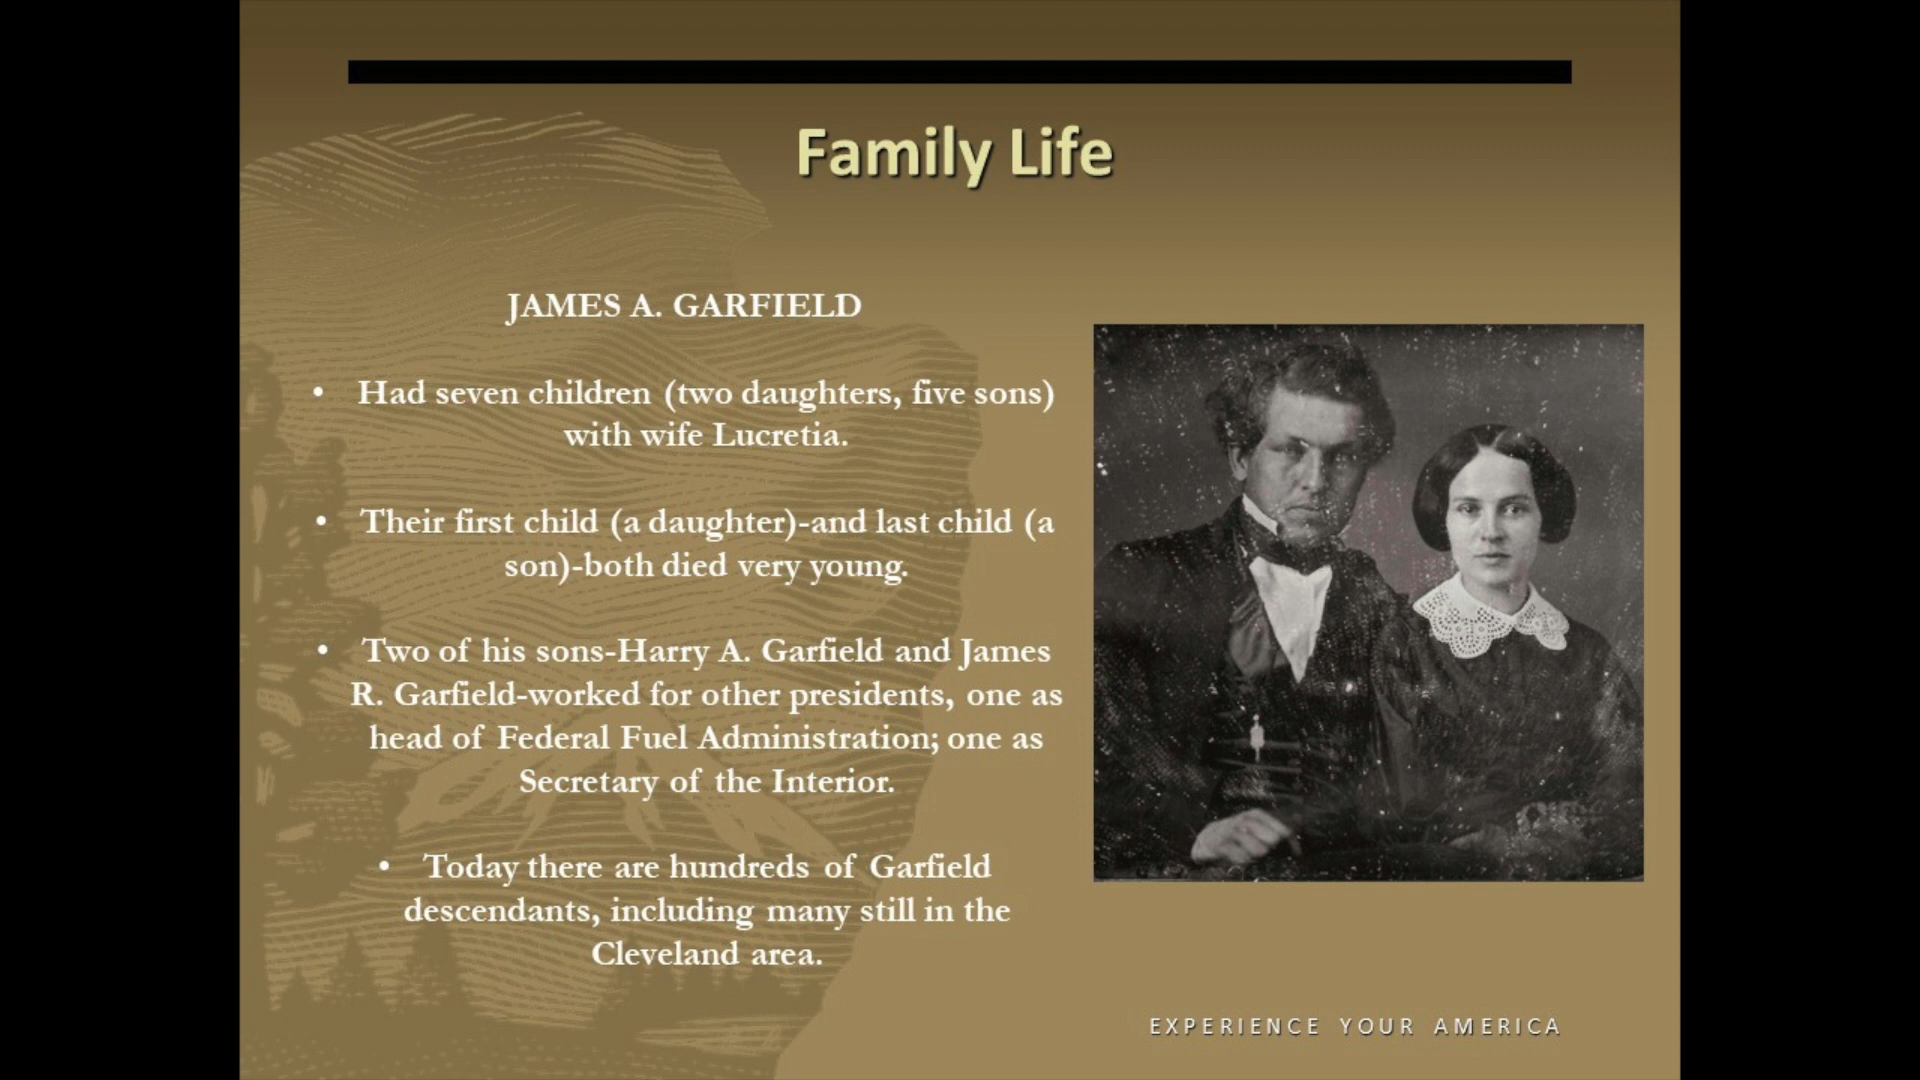 Family Life
JAMES A. GARFIELD
• Had seven children (two daughters, five sons)
with wife Lucretia.
• Their first child (a daughter)-and last child (a
son)-both died very young.
• Two of his sons-Harry A. Garfield and James
R. Garfield-worked for other presidents, one as
head of Federal Fuel Administration; one as
Secretary of the Interior.
• Today there are hundreds of Garfield
descendants, including many still in the
Cleveland area.
EXPERIENCE YOUR AMERICA